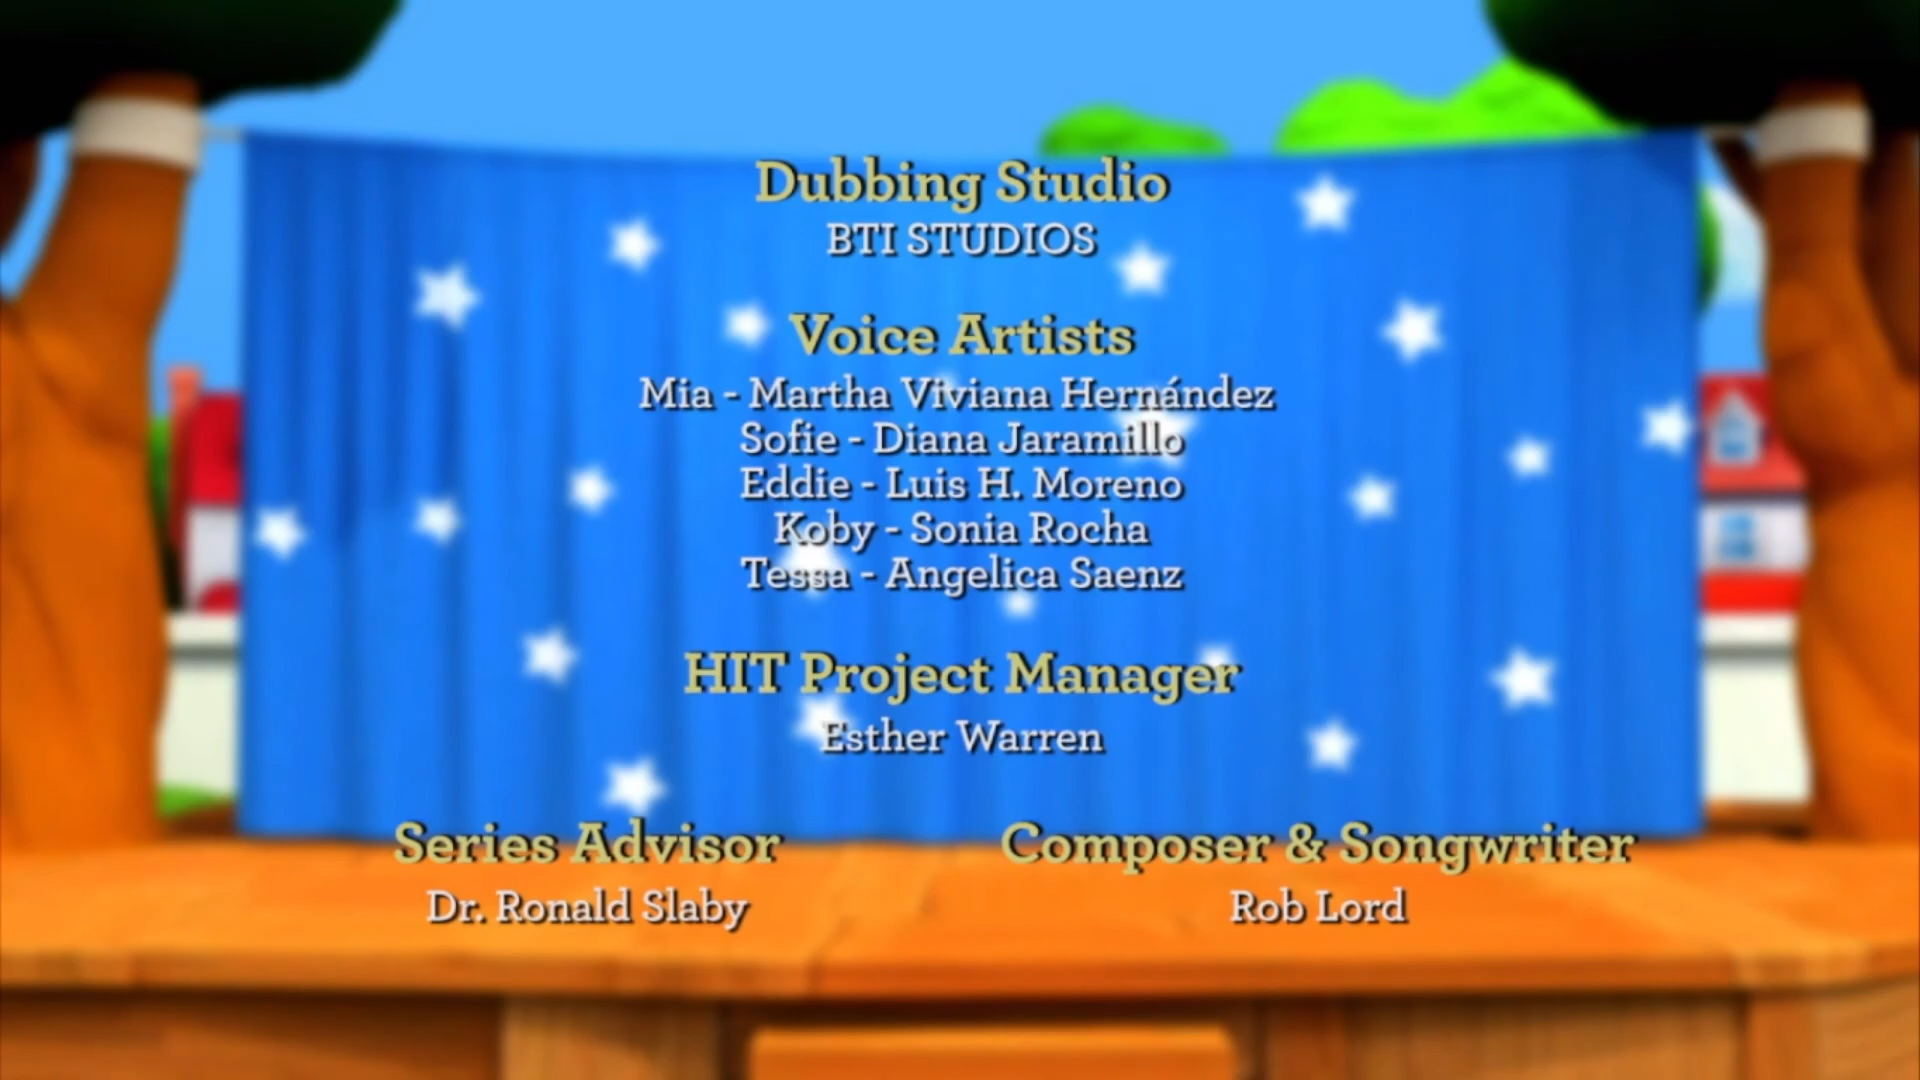 Dubbing Studio
BTI STUDIOS
Voice Artists
Mia - Martha Viviana Hernández
Sofie - Diana Jaramillo
Eddie - Luis H. Moreno
Koby - Sonia Rocha
Tessa - Angelica Saenz
HIT Project Manager
Esther Warren
Series Advisor
Dr. Ronald Slaby
Composer & Songwriter
Rob Lord